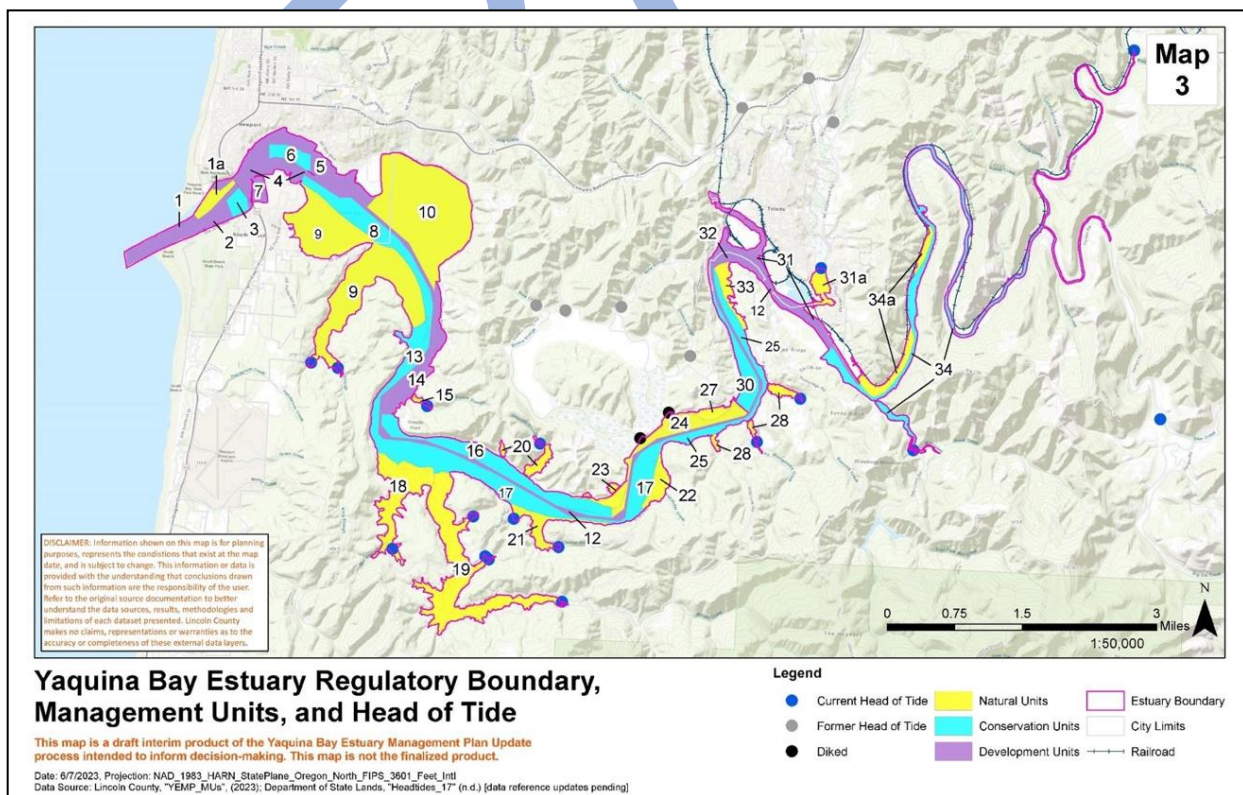 Map
3
1a
1
2
3
4
5
6
7
8
9
9
10
13
14
15
16
17
18
19
20
21
12
23
22
17
24
27
25
28
28
30
25
33
32
31
12
31a
34a
34
Newport
Toledo
DISCLAIMER: Information shown on this map is for planning
purposes, represents the condistions that exist at the map
date, and is subject to change. This information or data is
provided with the understanding that conclusions drawn
from such information are the responsibility of the user.
Refer to the original source documentation to better
understand the data sources, results, methodologies and
limitations of each dataset presented. Lincoln County
makes no claims, representations or warranties as to the
accuracy or completeness of these external data layers.
N
0 0.75 1.5 3
Miles
1:50,000
Yaquina Bay Estuary Regulatory Boundary,
Management Units, and Head of Tide
This map is a draft interim product of the Yaquina Bay Estuary Management Plan Update
process intended to inform decision-making. This map is not the finalized product.
Date: 6/7/2023, Projection: NAD_1983_HARN_StatePlane_Oregon_North_FIPS_3601_Feet_Intl
Data Source: Lincoln County, "YEMP_MUs", (2023); Department of State Lands, "Headtides_17" (n.d.) [data reference updates pending]
Legend
Current Head of Tide
Former Head of Tide
Diked
Natural Units
Conservation Units
Development Units
Estuary Boundary
City Limits
Railroad